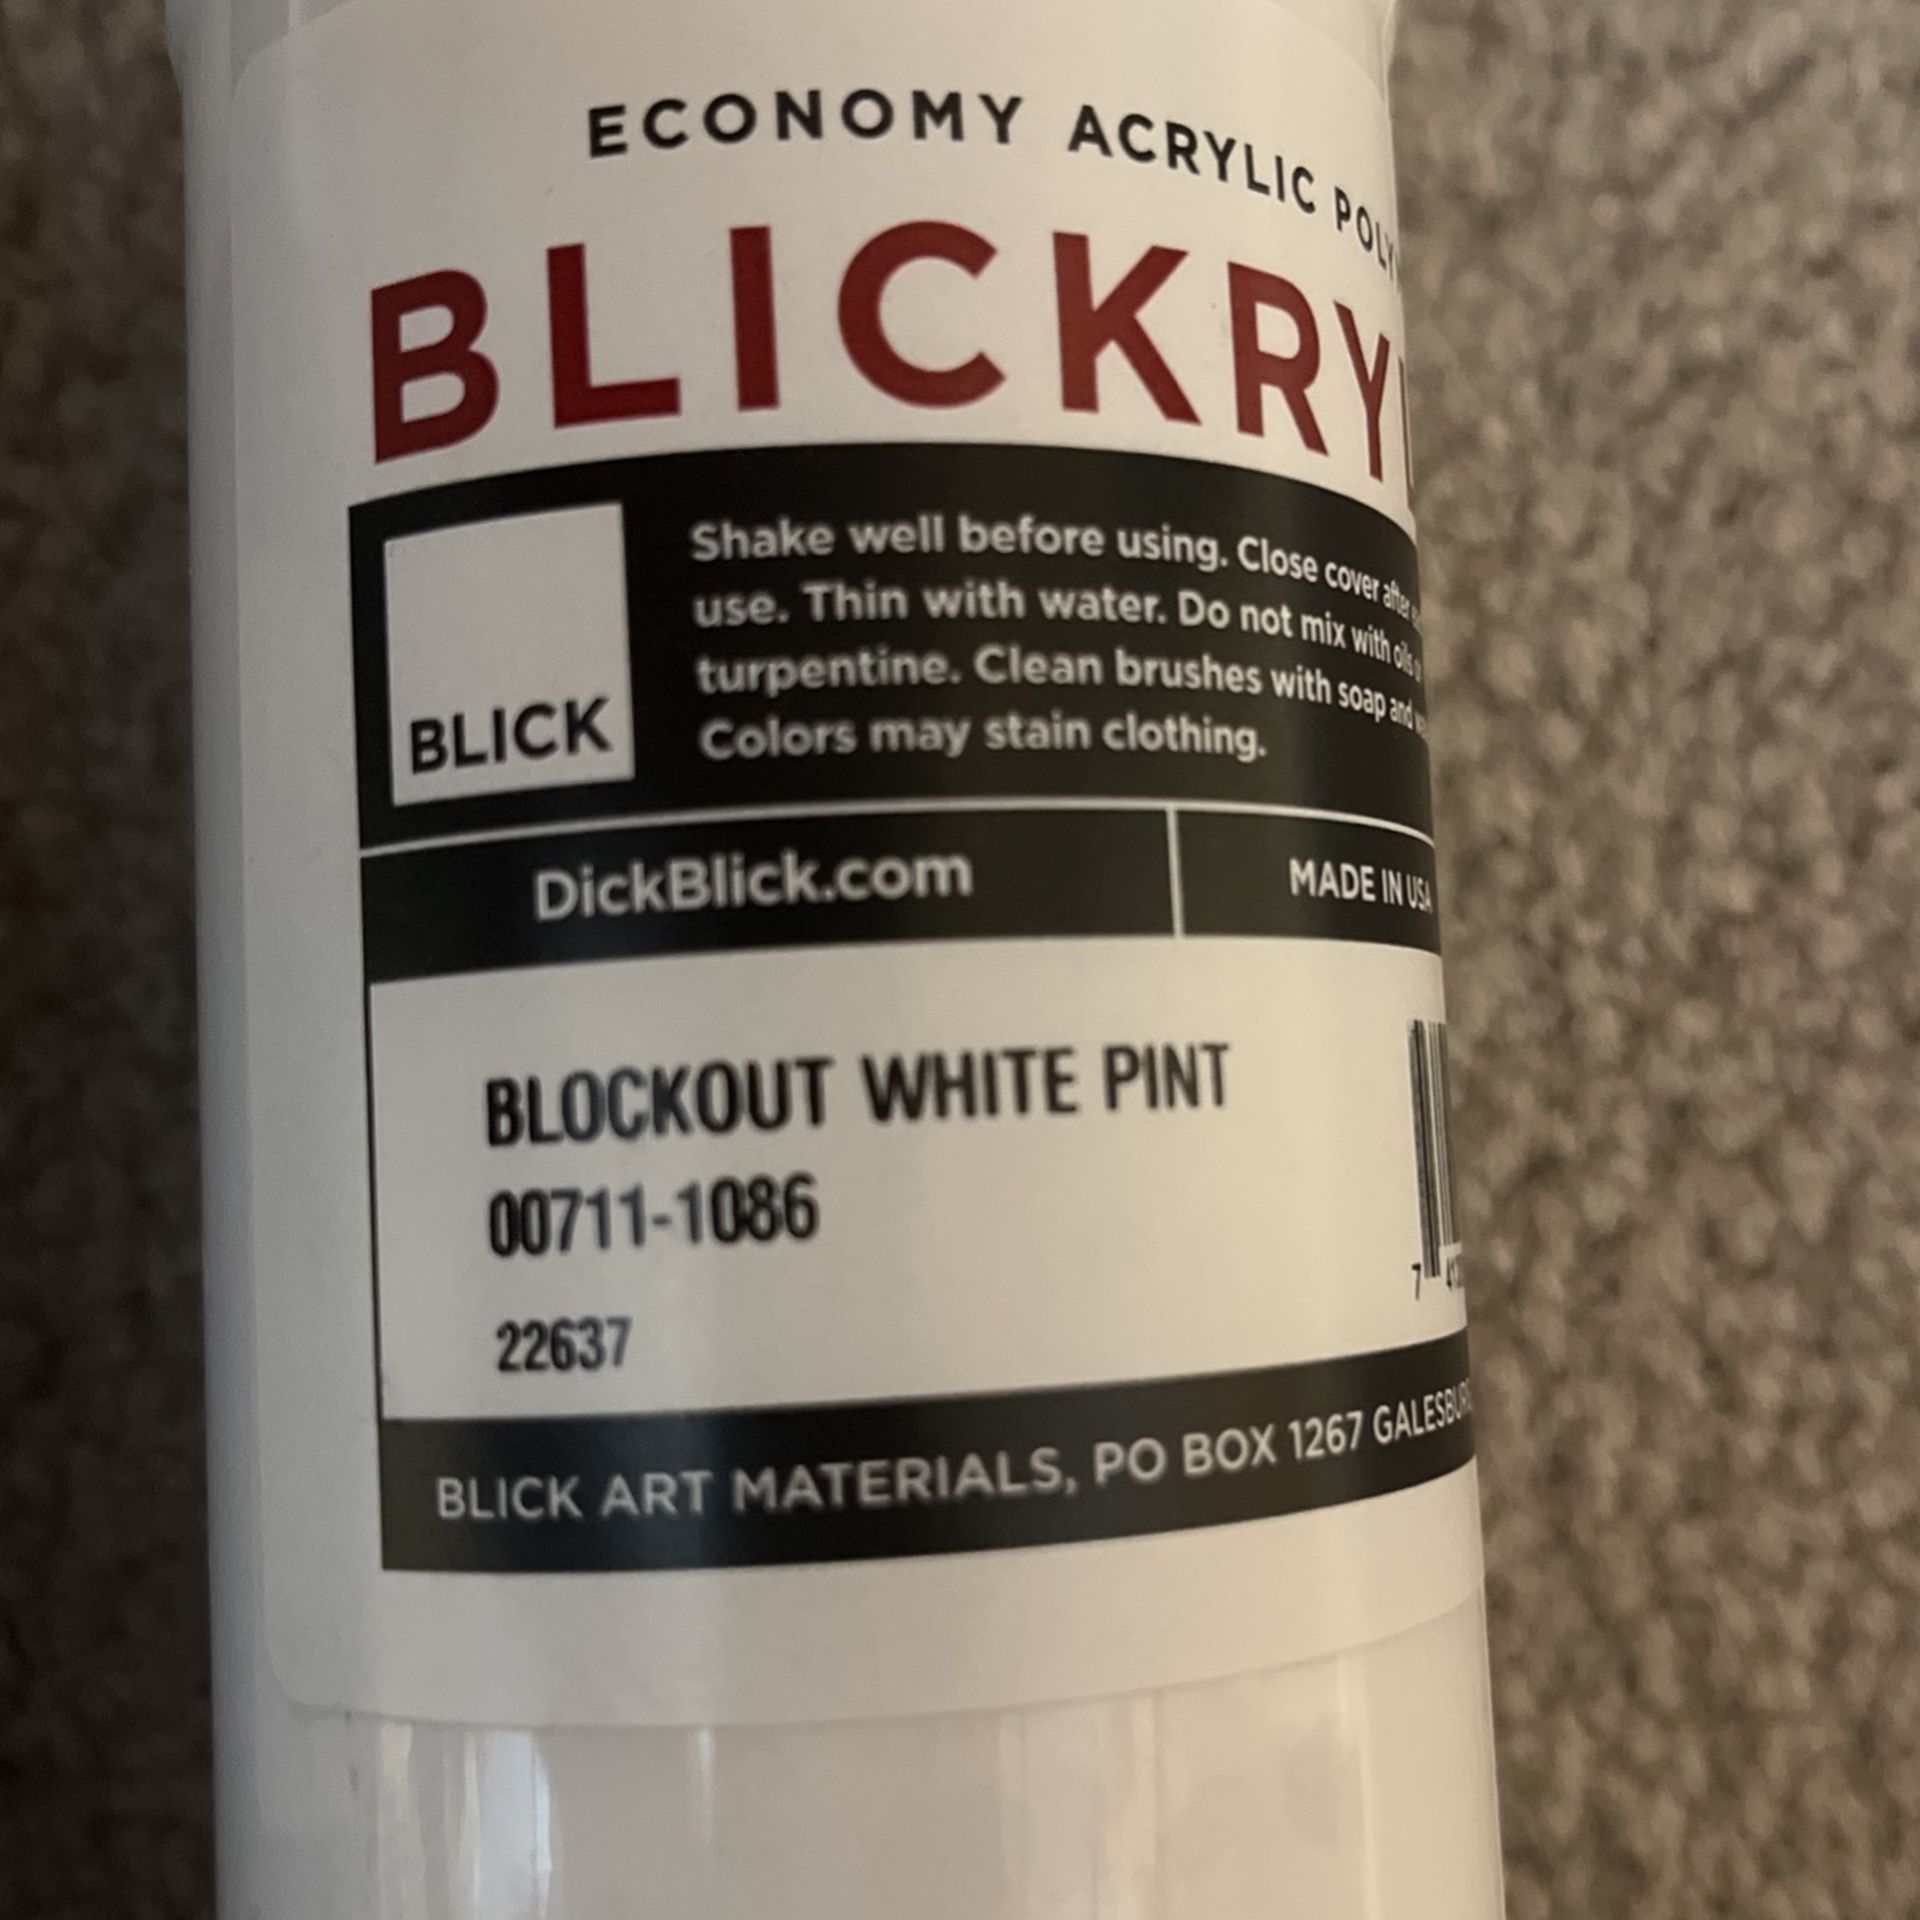 ECONOMY ACRYLIC
BLICKRY
Shake well before using. Close cover after
use. Thin with water. Do not mix with oils
turpentine. Clean brushes with soap and
Colors may stain clothing.
BLICK
DickBlick.com
MADE IN USA
BLOCKOUT WHITE PINT
00711-1086
22637
7
BLICK ART MATERIALS, PO BOX 1267